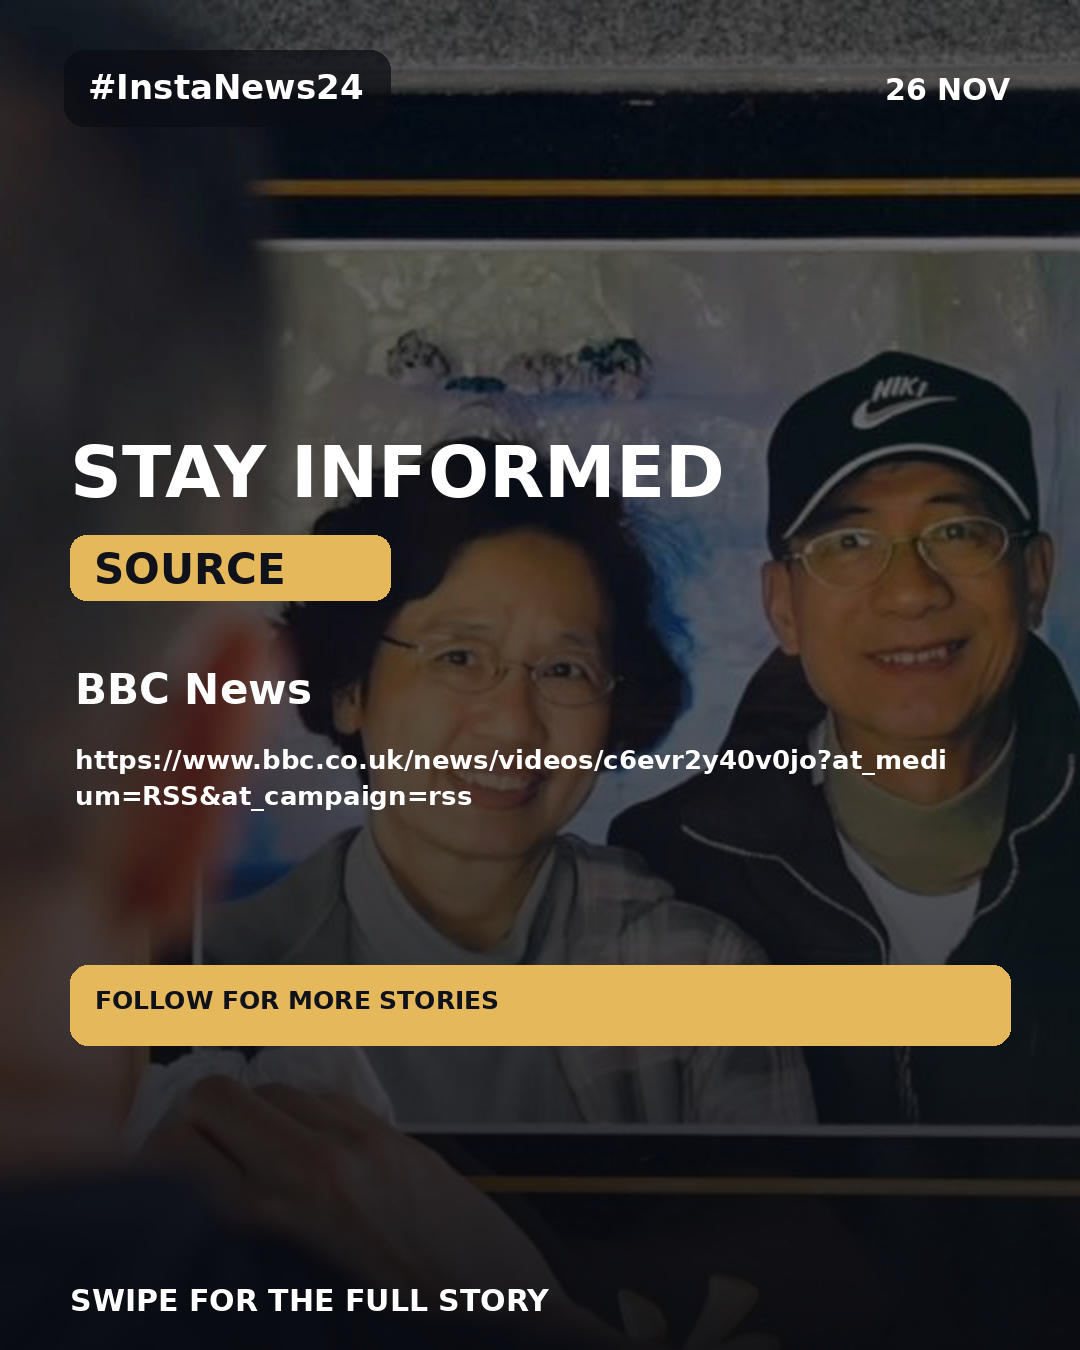 #InstaNews24
26 NOV
NIKE
STAY INFORMED
SOURCE
BBC News
https://www.bbc.co.uk/news/videos/c6evr2y40v0jo?at_medi
um=RSS&at_campaign=rss
FOLLOW FOR MORE STORIES
SWIPE FOR THE FULL STORY